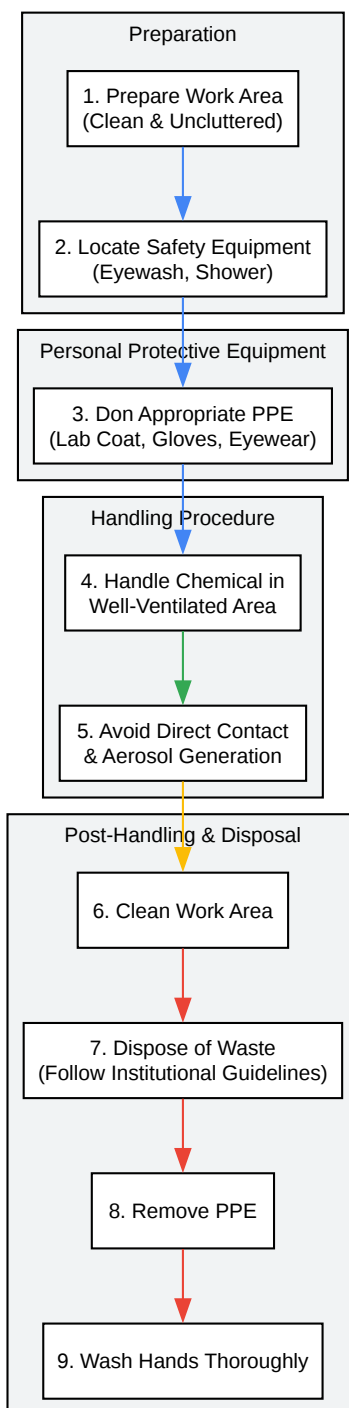 Preparation
1. Prepare Work Area
(Clean & Uncluttered)
2. Locate Safety Equipment
(Eyewash, Shower)
Personal Protective Equipment
3. Don Appropriate PPE
(Lab Coat, Gloves, Eyewear)
Handling Procedure
4. Handle Chemical in
Well-Ventilated Area
5. Avoid Direct Contact
& Aerosol Generation
Post-Handling & Disposal
6. Clean Work Area
7. Dispose of Waste
(Follow Institutional Guidelines)
8. Remove PPE
9. Wash Hands Thoroughly